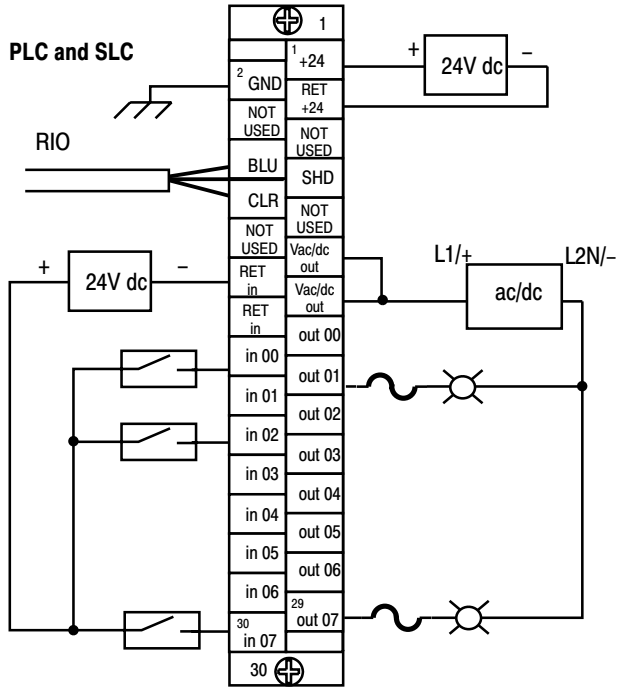 1
PLC and SLC
RIO
+
24V dc
−
2
GND
NOT
USED
BLU
CLR
NOT
USED
RET
in
RET
in
in 00
in 01
in 02
in 03
in 04
in 05
in 06
30
in 07
1
+24
RET
+24
NOT
USED
SHD
NOT
USED
Vac/dc
out
Vac/dc
out
out 00
out 01
out 02
out 03
out 04
out 05
out 06
29
out 07
+
24V dc
−
L1/+
ac/dc
L2N/−
30